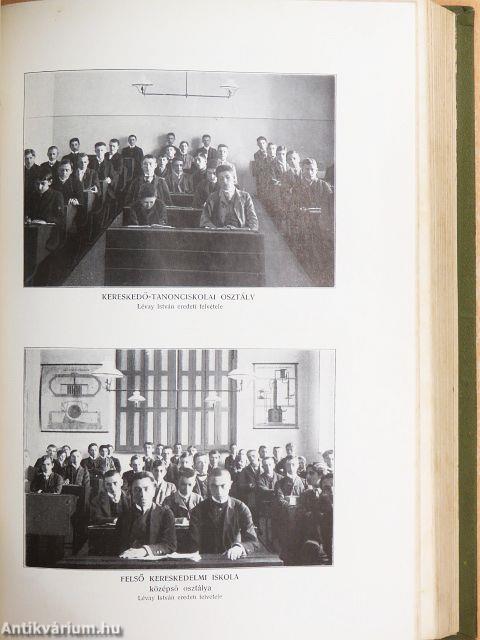 KERESKEDŐ-TANONCISKOLAI OSZTÁLY
Lévay István eredeti felvétele
FELSŐ KERESKEDELMI ISKOLA
középső osztálya
Lévay István eredeti felvétele
Antikvárium.hu